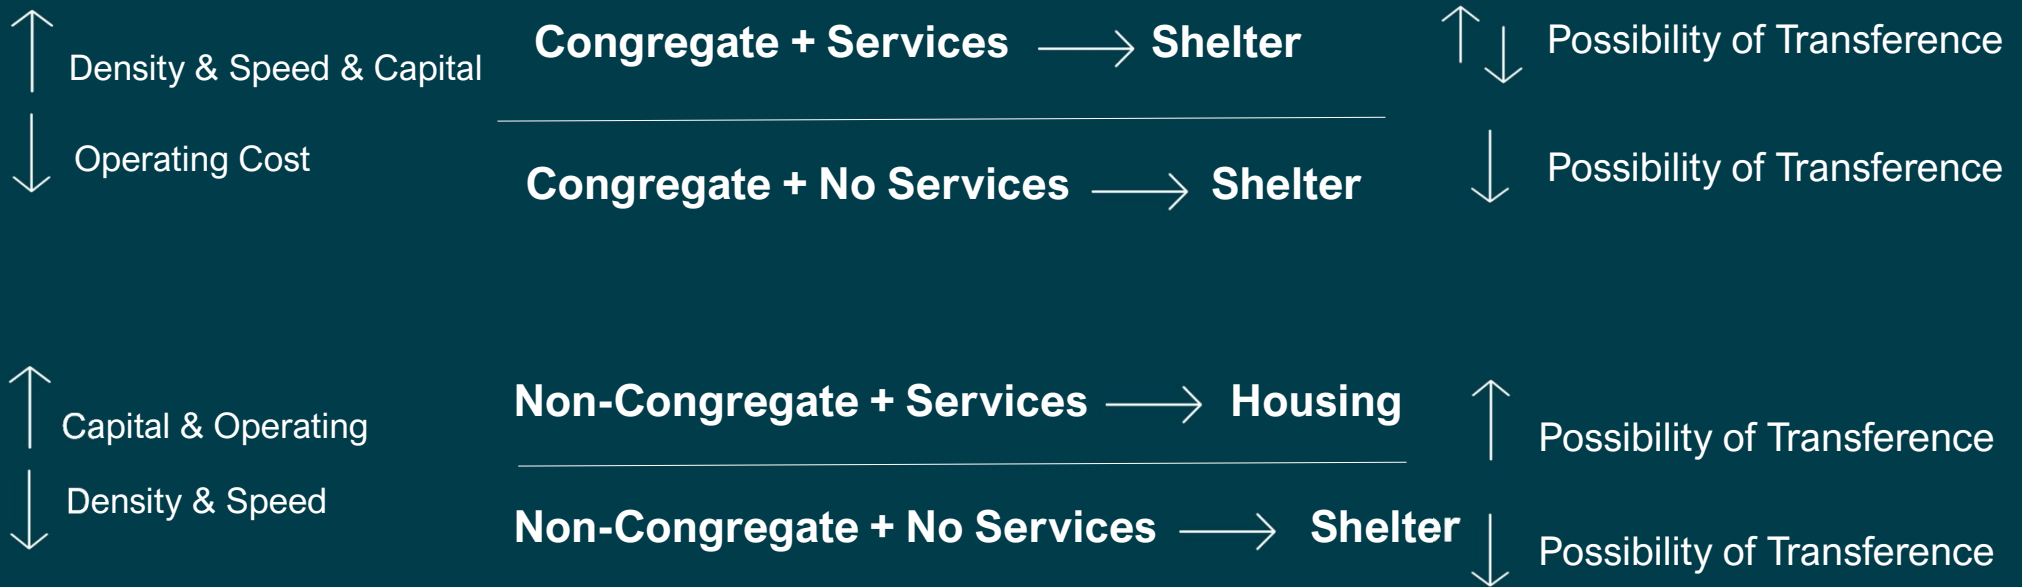 Density & Speed & Capital
Operating Cost
Congregate + Services → Shelter
Congregate + No Services → Shelter
Possibility of Transference
Possibility of Transference
Capital & Operating
Density & Speed
Non-Congregate + Services → Housing
Non-Congregate + No Services → Shelter
Possibility of Transference
Possibility of Transference